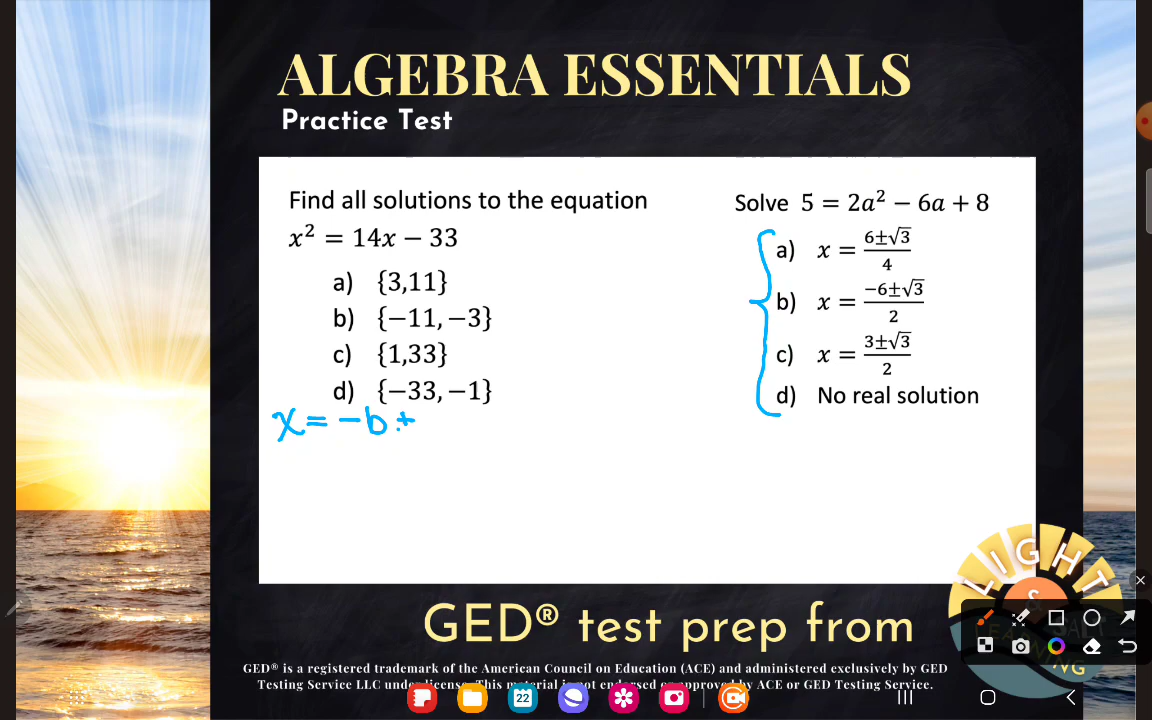 ALGEBRA ESSENTIALS
Practice Test
Find all solutions to the equation
x² = 14x − 33
a) {3,11}
b) {−11, −3}
c) {1,33}
d) {−33, −1}
x = −b ±
Solve 5 = 2a² − 6a + 8
a) x = (6±√3)/4
b) x = (−6±√3)/2
c) x = (3±√3)/2
d) No real solution
GED® test prep from
LIGHT
&
GED® is a registered trademark of the American Council on Education (ACE) and administered exclusively by GED
Testing Service LLC under license. This material is not endorsed or approved by ACE or GED Testing Service.
22